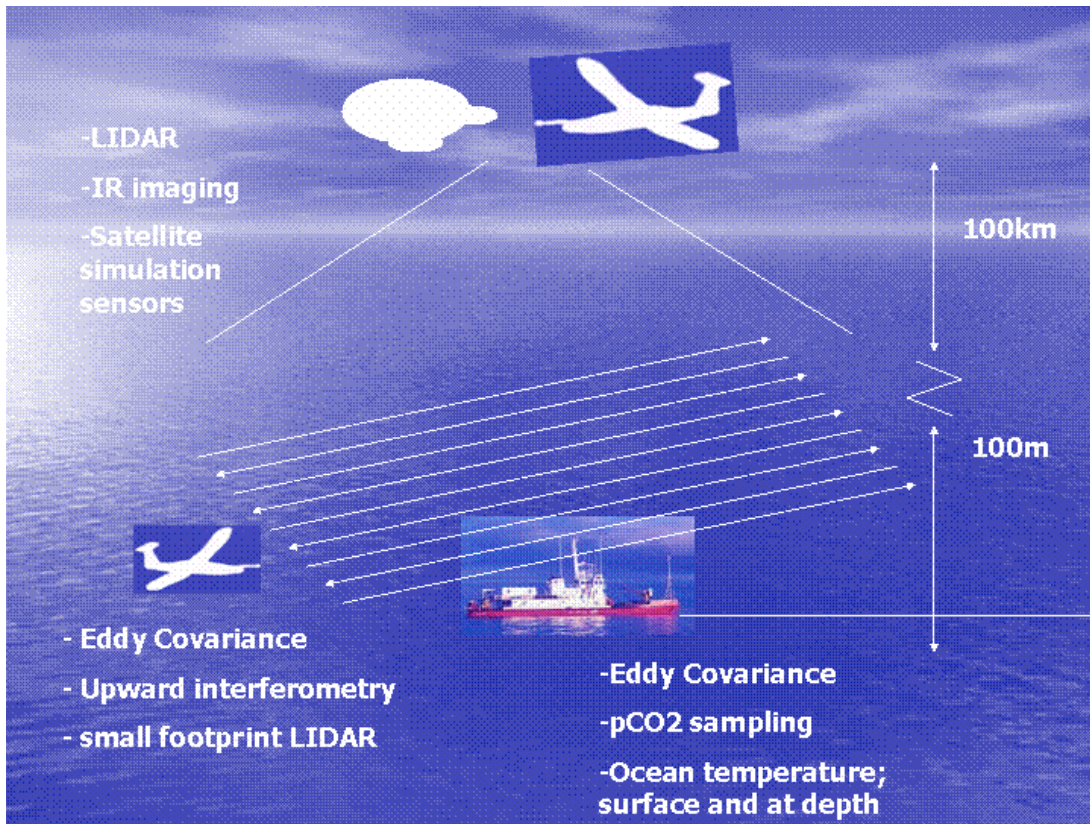 -LIDAR
-IR imaging
-Satellite
simulation
sensors
100km
100m
- Eddy Covariance
- Upward interferometry
- small footprint LIDAR
-Eddy Covariance
-pCO2 sampling
-Ocean temperature;
surface and at depth